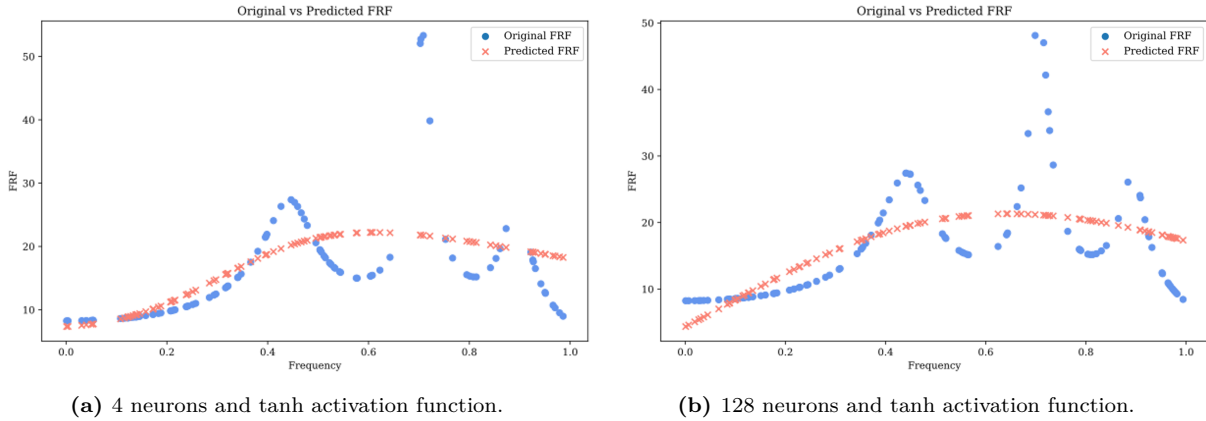 Original vs Predicted FRF
Original FRF
Predicted FRF
50
40
30
20
10
FRF
0.0 0.2 0.4 0.6 0.8 1.0
Frequency
(a) 4 neurons and tanh activation function.
Original vs Predicted FRF
Original FRF
Predicted FRF
50
40
30
20
10
FRF
0.0 0.2 0.4 0.6 0.8 1.0
Frequency
(b) 128 neurons and tanh activation function.